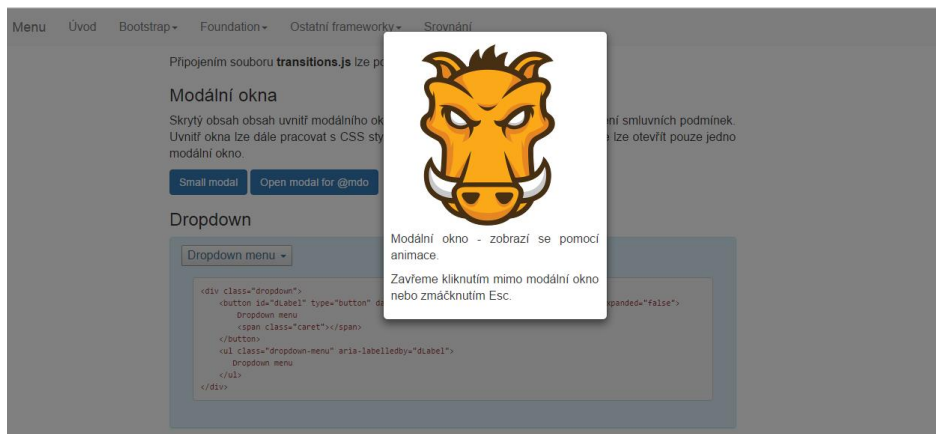 Menu Úvod Bootstrap Foundation Ostatní frameworky Srovnání
Připojením souboru transitions.js lze po
Modální okna
Skrytý obsah obsah uvnitř modálního ok ní smluvních podmínek.
Uvnitř okna lze dále pracovat s CSS sty lze otevřít pouze jedno
modální okno.
Small modal Open modal for @mdo
Modální okno - zobrazí se pomocí
animace.
Zavřeme kliknutím mimo modální okno
nebo zmáčknutím Esc.
Dropdown
Dropdown menu
<div class="dropdown">
<button id="dLabel" type="button" da xpanded="false">
Dropdown menu
<span class="caret"></span>
</button>
<ul class="dropdown-menu" aria-labelledby="dLabel">
Dropdown menu
</ul>
</div>